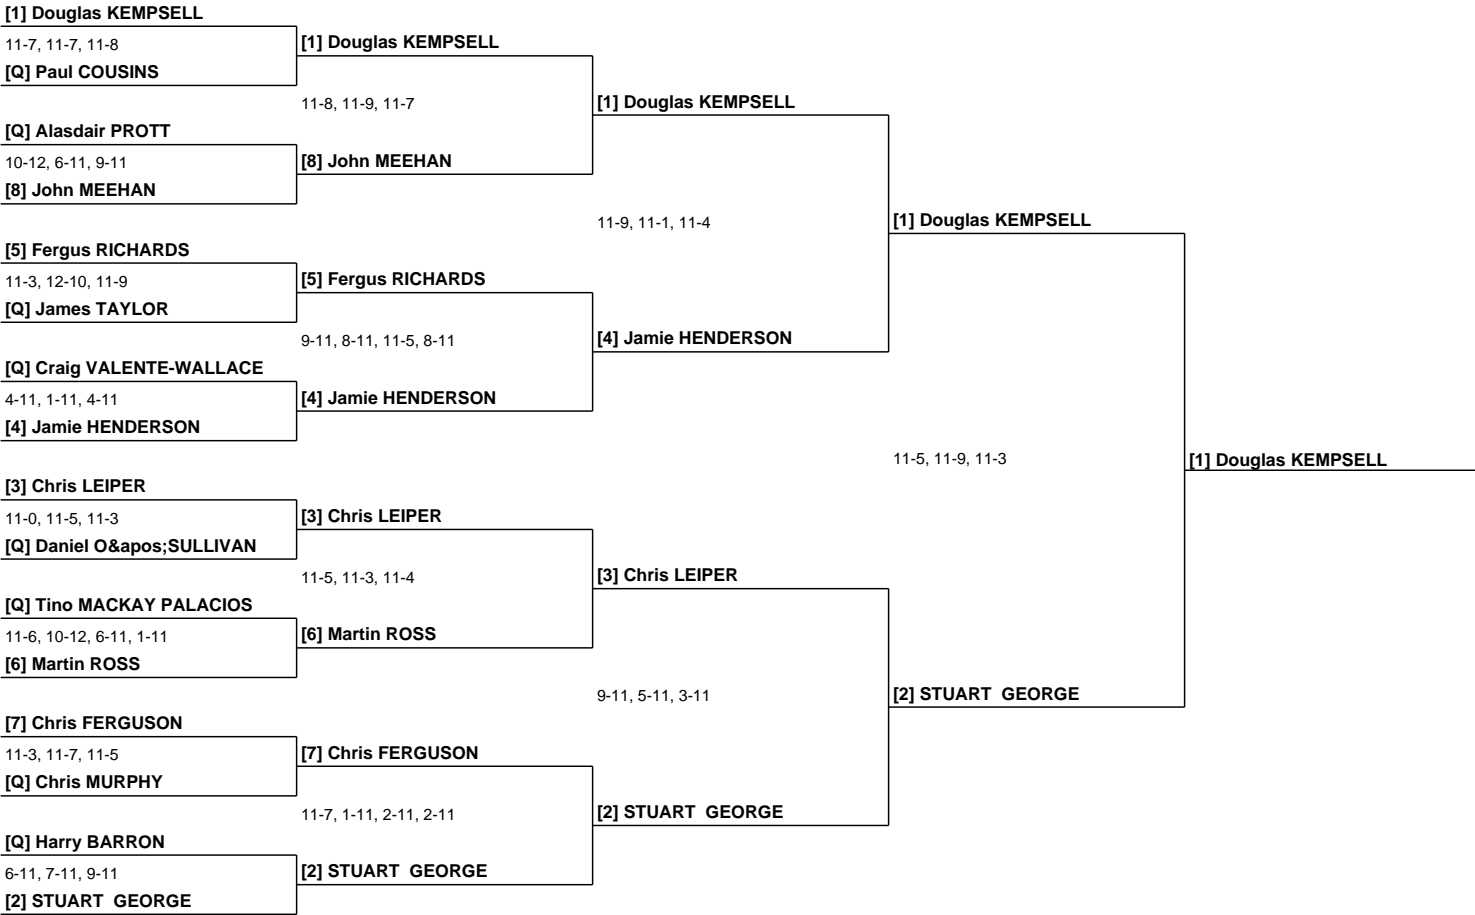 [1] Douglas KEMPSELL
11-7, 11-7, 11-8
[Q] Paul COUSINS
[Q] Alasdair PROTT
10-12, 6-11, 9-11
[8] John MEEHAN
[5] Fergus RICHARDS
11-3, 12-10, 11-9
[Q] James TAYLOR
[Q] Craig VALENTE-WALLACE
4-11, 1-11, 4-11
[4] Jamie HENDERSON
[3] Chris LEIPER
11-0, 11-5, 11-3
[Q] Daniel O&apos;SULLIVAN
[Q] Tino MACKAY PALACIOS
11-6, 10-12, 6-11, 1-11
[6] Martin ROSS
[7] Chris FERGUSON
11-3, 11-7, 11-5
[Q] Chris MURPHY
[Q] Harry BARRON
6-11, 7-11, 9-11
[2] STUART  GEORGE
[1] Douglas KEMPSELL
11-8, 11-9, 11-7
[8] John MEEHAN
[5] Fergus RICHARDS
9-11, 8-11, 11-5, 8-11
[4] Jamie HENDERSON
[3] Chris LEIPER
11-5, 11-3, 11-4
[6] Martin ROSS
[7] Chris FERGUSON
11-7, 1-11, 2-11, 2-11
[2] STUART  GEORGE
[1] Douglas KEMPSELL
11-9, 11-1, 11-4
[4] Jamie HENDERSON
[3] Chris LEIPER
9-11, 5-11, 3-11
[2] STUART  GEORGE
[1] Douglas KEMPSELL
11-5, 11-9, 11-3
[2] STUART  GEORGE
[1] Douglas KEMPSELL